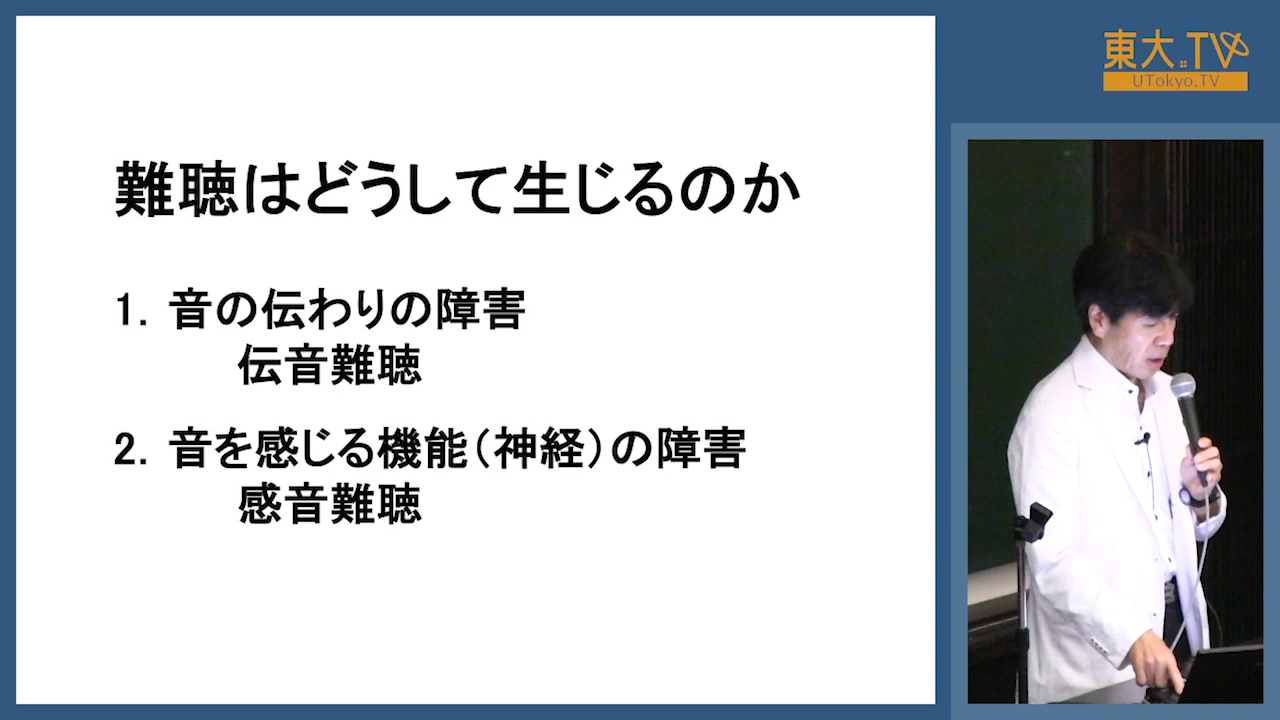 東大.TV
UTokyo.TV
難聴はどうして生じるのか
1. 音の伝わりの障害
伝音難聴
2. 音を感じる機能（神経）の障害
感音難聴